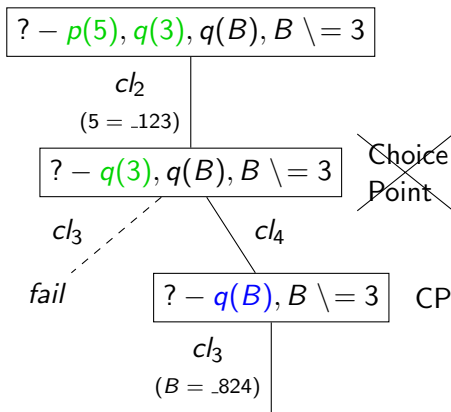 ? − p(5), q(3), q(B), B \= 3
cl2
(5 = _123)
? − q(3), q(B), B \= 3
Choice
Point
cl3
cl4
fail
? − q(B), B \= 3
CP
cl3
(B = _824)